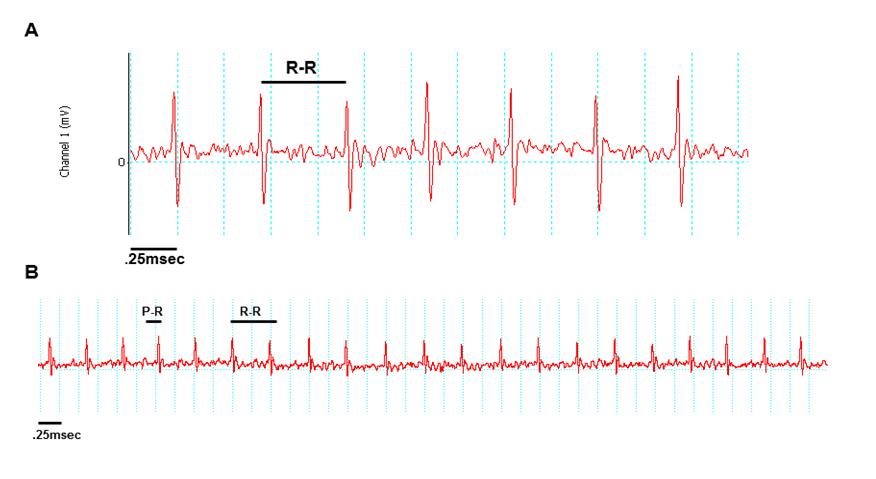 A
R-R
Channel 1 (mV)
0
.25msec
B
P-R R-R
.25msec